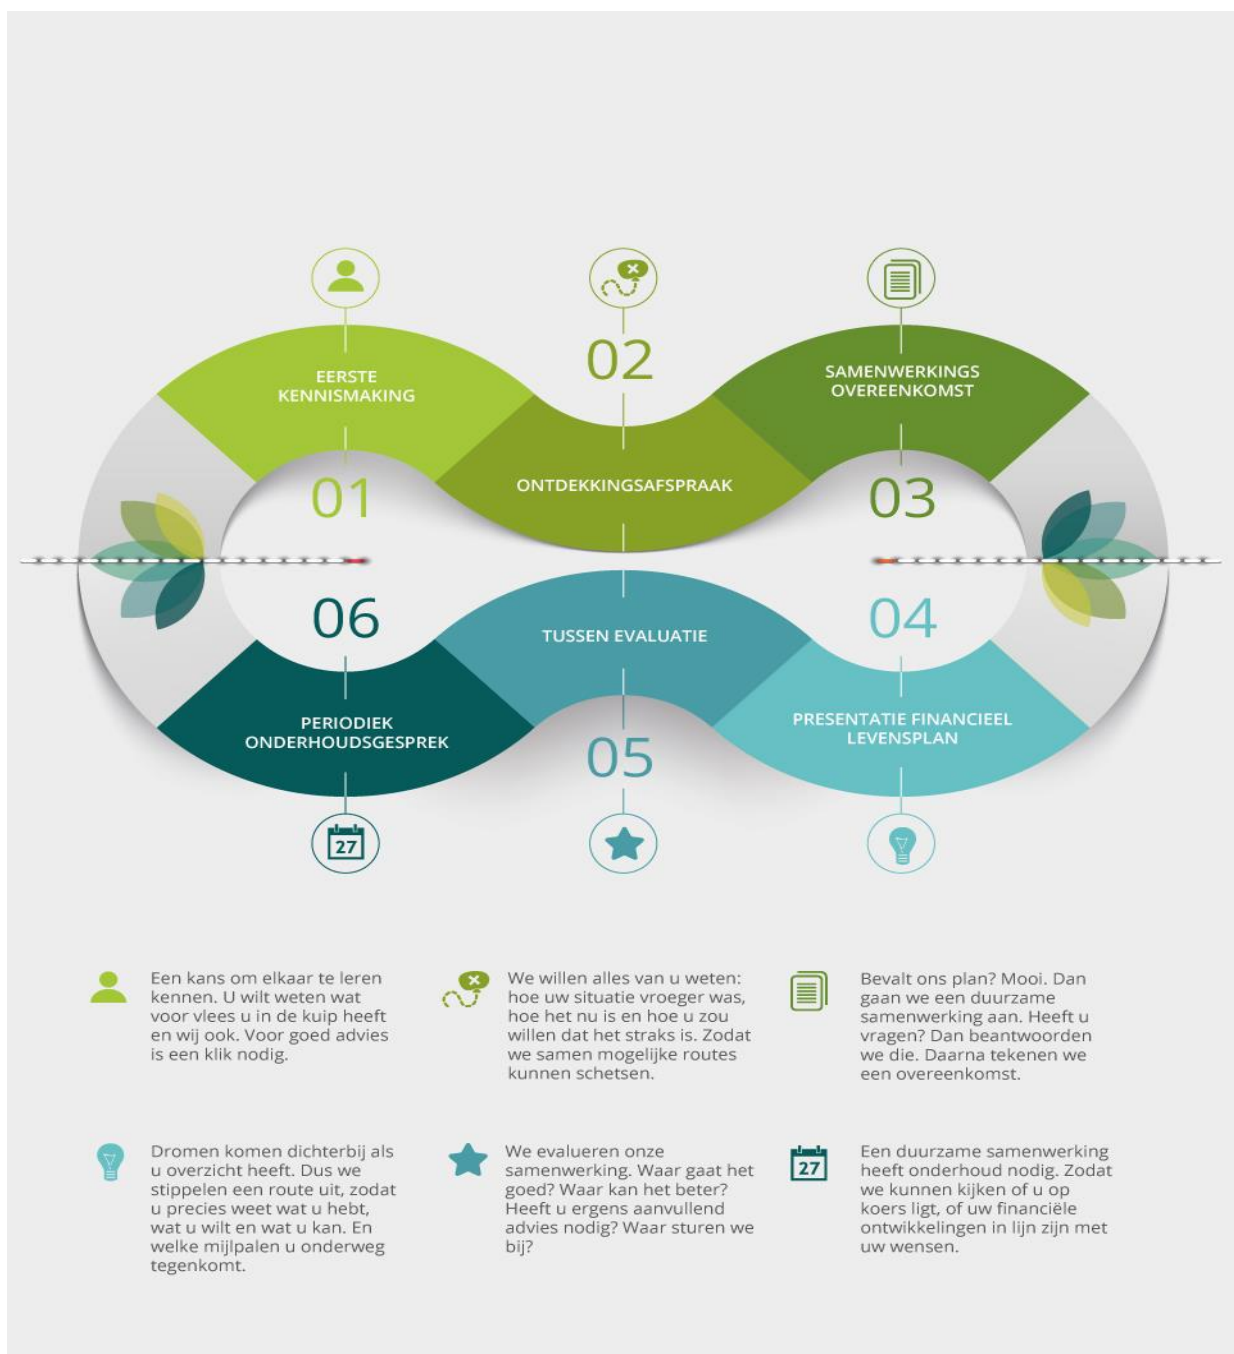 02
EERSTE
KENNISMAKING
SAMENWERKINGS
OVEREENKOMST
01
ONTDEKKINGSAFSPRAAK
03
06
TUSSEN EVALUATIE
04
PERIODIEK
ONDERHOUDSGESPREK
PRESENTATIE FINANCIEEL
LEVENSPLAN
05
27
Een kans om elkaar te leren
kennen. U wilt weten wat
voor vlees u in de kuip heeft
en wij ook. Voor goed advies
is een klik nodig.
We willen alles van u weten:
hoe uw situatie vroeger was,
hoe het nu is en hoe u zou
willen dat het straks is. Zodat
we samen mogelijke routes
kunnen schetsen.
Bevalt ons plan? Mooi. Dan
gaan we een duurzame
samenwerking aan. Heeft u
vragen? Dan beantwoorden
we die. Daarna tekenen we
een overeenkomst.
Dromen komen dichterbij als
u overzicht heeft. Dus we
stippelen een route uit, zodat
u precies weet wat u hebt,
wat u wilt en wat u kan. En
welke mijlpalen u onderweg
tegenkomt.
We evalueren onze
samenwerking. Waar gaat het
goed? Waar kan het beter?
Heeft u ergens aanvullend
advies nodig? Waar sturen we
bij?
27
Een duurzame samenwerking
heeft onderhoud nodig. Zodat
we kunnen kijken of u op
koers ligt, of uw financiële
ontwikkelingen in lijn zijn met
uw wensen.